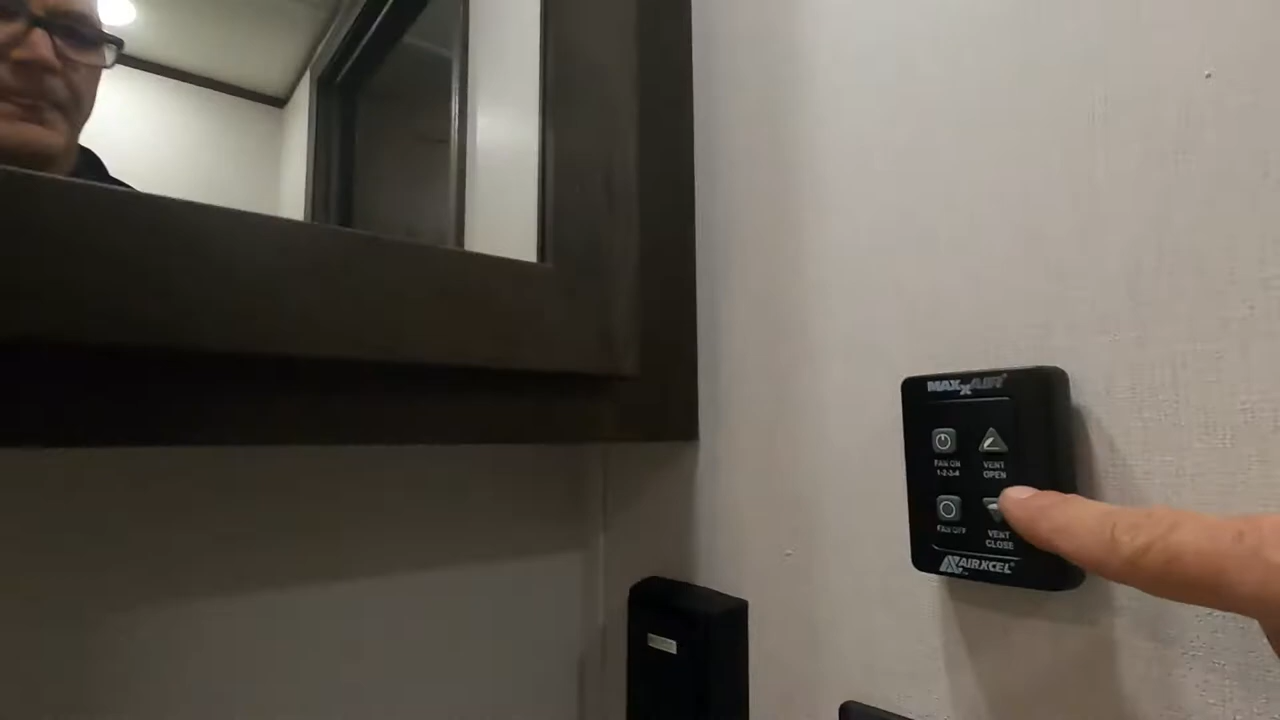 MAXXAIR®
FAN ON
1-2-3-4
VENT
OPEN
FAN OFF
VENT
CLOSE
AIRXCEL®